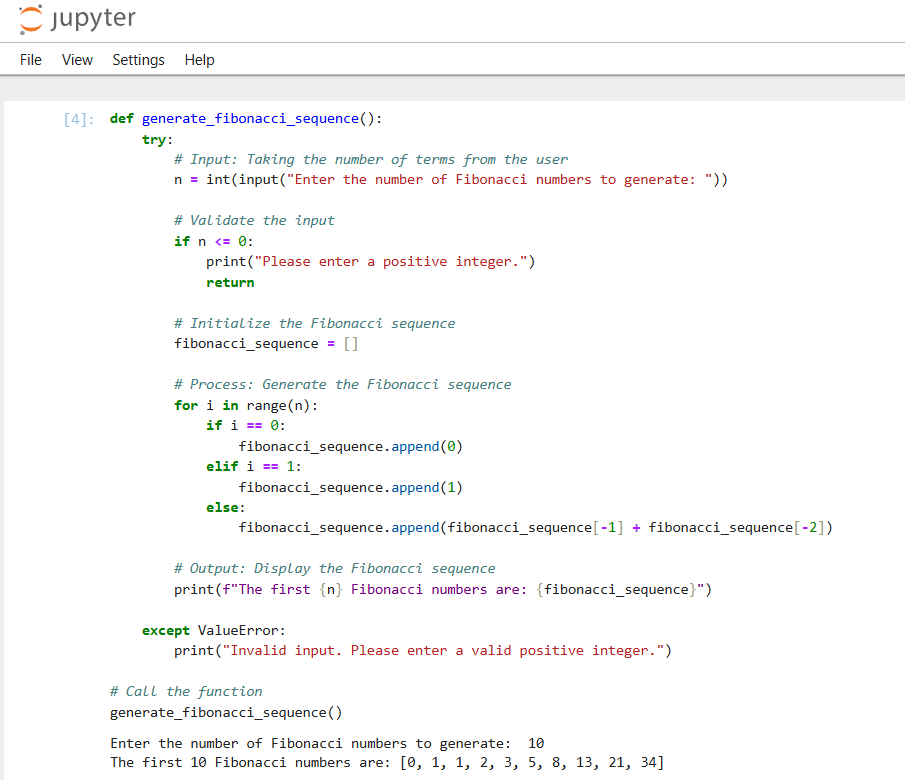 jupyter
File View Settings Help
[4]: def generate_fibonacci_sequence():
    try:
        # Input: Taking the number of terms from the user
        n = int(input("Enter the number of Fibonacci numbers to generate: "))

        # Validate the input
        if n <= 0:
            print("Please enter a positive integer.")
            return

        # Initialize the Fibonacci sequence
        fibonacci_sequence = []

        # Process: Generate the Fibonacci sequence
        for i in range(n):
            if i == 0:
                fibonacci_sequence.append(0)
            elif i == 1:
                fibonacci_sequence.append(1)
            else:
                fibonacci_sequence.append(fibonacci_sequence[-1] + fibonacci_sequence[-2])

        # Output: Display the Fibonacci sequence
        print(f"The first {n} Fibonacci numbers are: {fibonacci_sequence}")

    except ValueError:
        print("Invalid input. Please enter a valid positive integer.")

# Call the function
generate_fibonacci_sequence()
Enter the number of Fibonacci numbers to generate:  10
The first 10 Fibonacci numbers are: [0, 1, 1, 2, 3, 5, 8, 13, 21, 34]